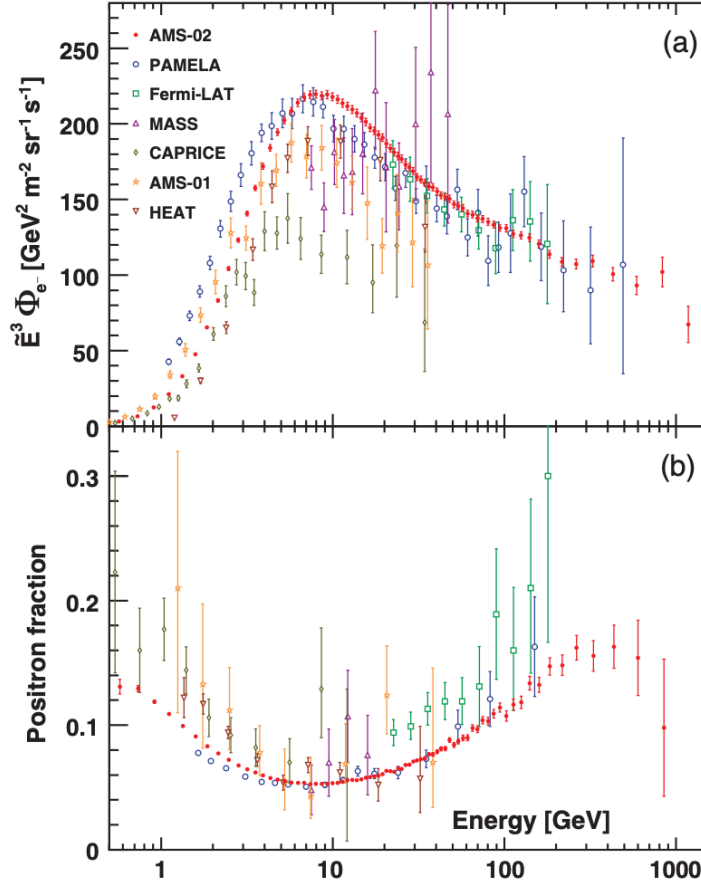 (a)
AMS-02
PAMELA
Fermi-LAT
MASS
CAPRICE
AMS-01
HEAT
Ẽ³ Φe⁻ [GeV² m⁻² sr⁻¹ s⁻¹]
250
200
150
100
50
0
(b)
Positron fraction
0.3
0.2
0.1
0
Energy [GeV]
1 10 100 1000